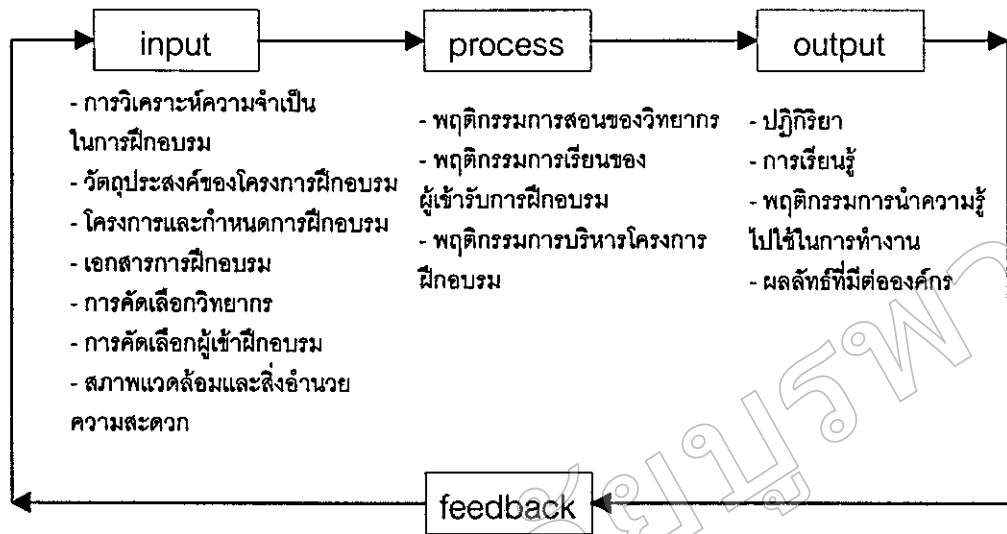 input
process
output
- การวิเคราะห์ความจำเป็น
ในการฝึกอบรม
- วัตถุประสงค์ของโครงการฝึกอบรม
- โครงการและกำหนดการฝึกอบรม
- เอกสารการฝึกอบรม
- การคัดเลือกวิทยากร
- การคัดเลือกผู้เข้าฝึกอบรม
- สภาพแวดล้อมและสิ่งอำนวย
ความสะดวก
- พฤติกรรมการสอนของวิทยากร
- พฤติกรรมการเรียนของ
ผู้เข้ารับการฝึกอบรม
- พฤติกรรมการบริหารโครงการ
ฝึกอบรม
- ปฏิกิริยา
- การเรียนรู้
- พฤติกรรมการนำความรู้
ไปใช้ในการทำงาน
- ผลลัทธ์ที่มีต่อองค์กร
feedback